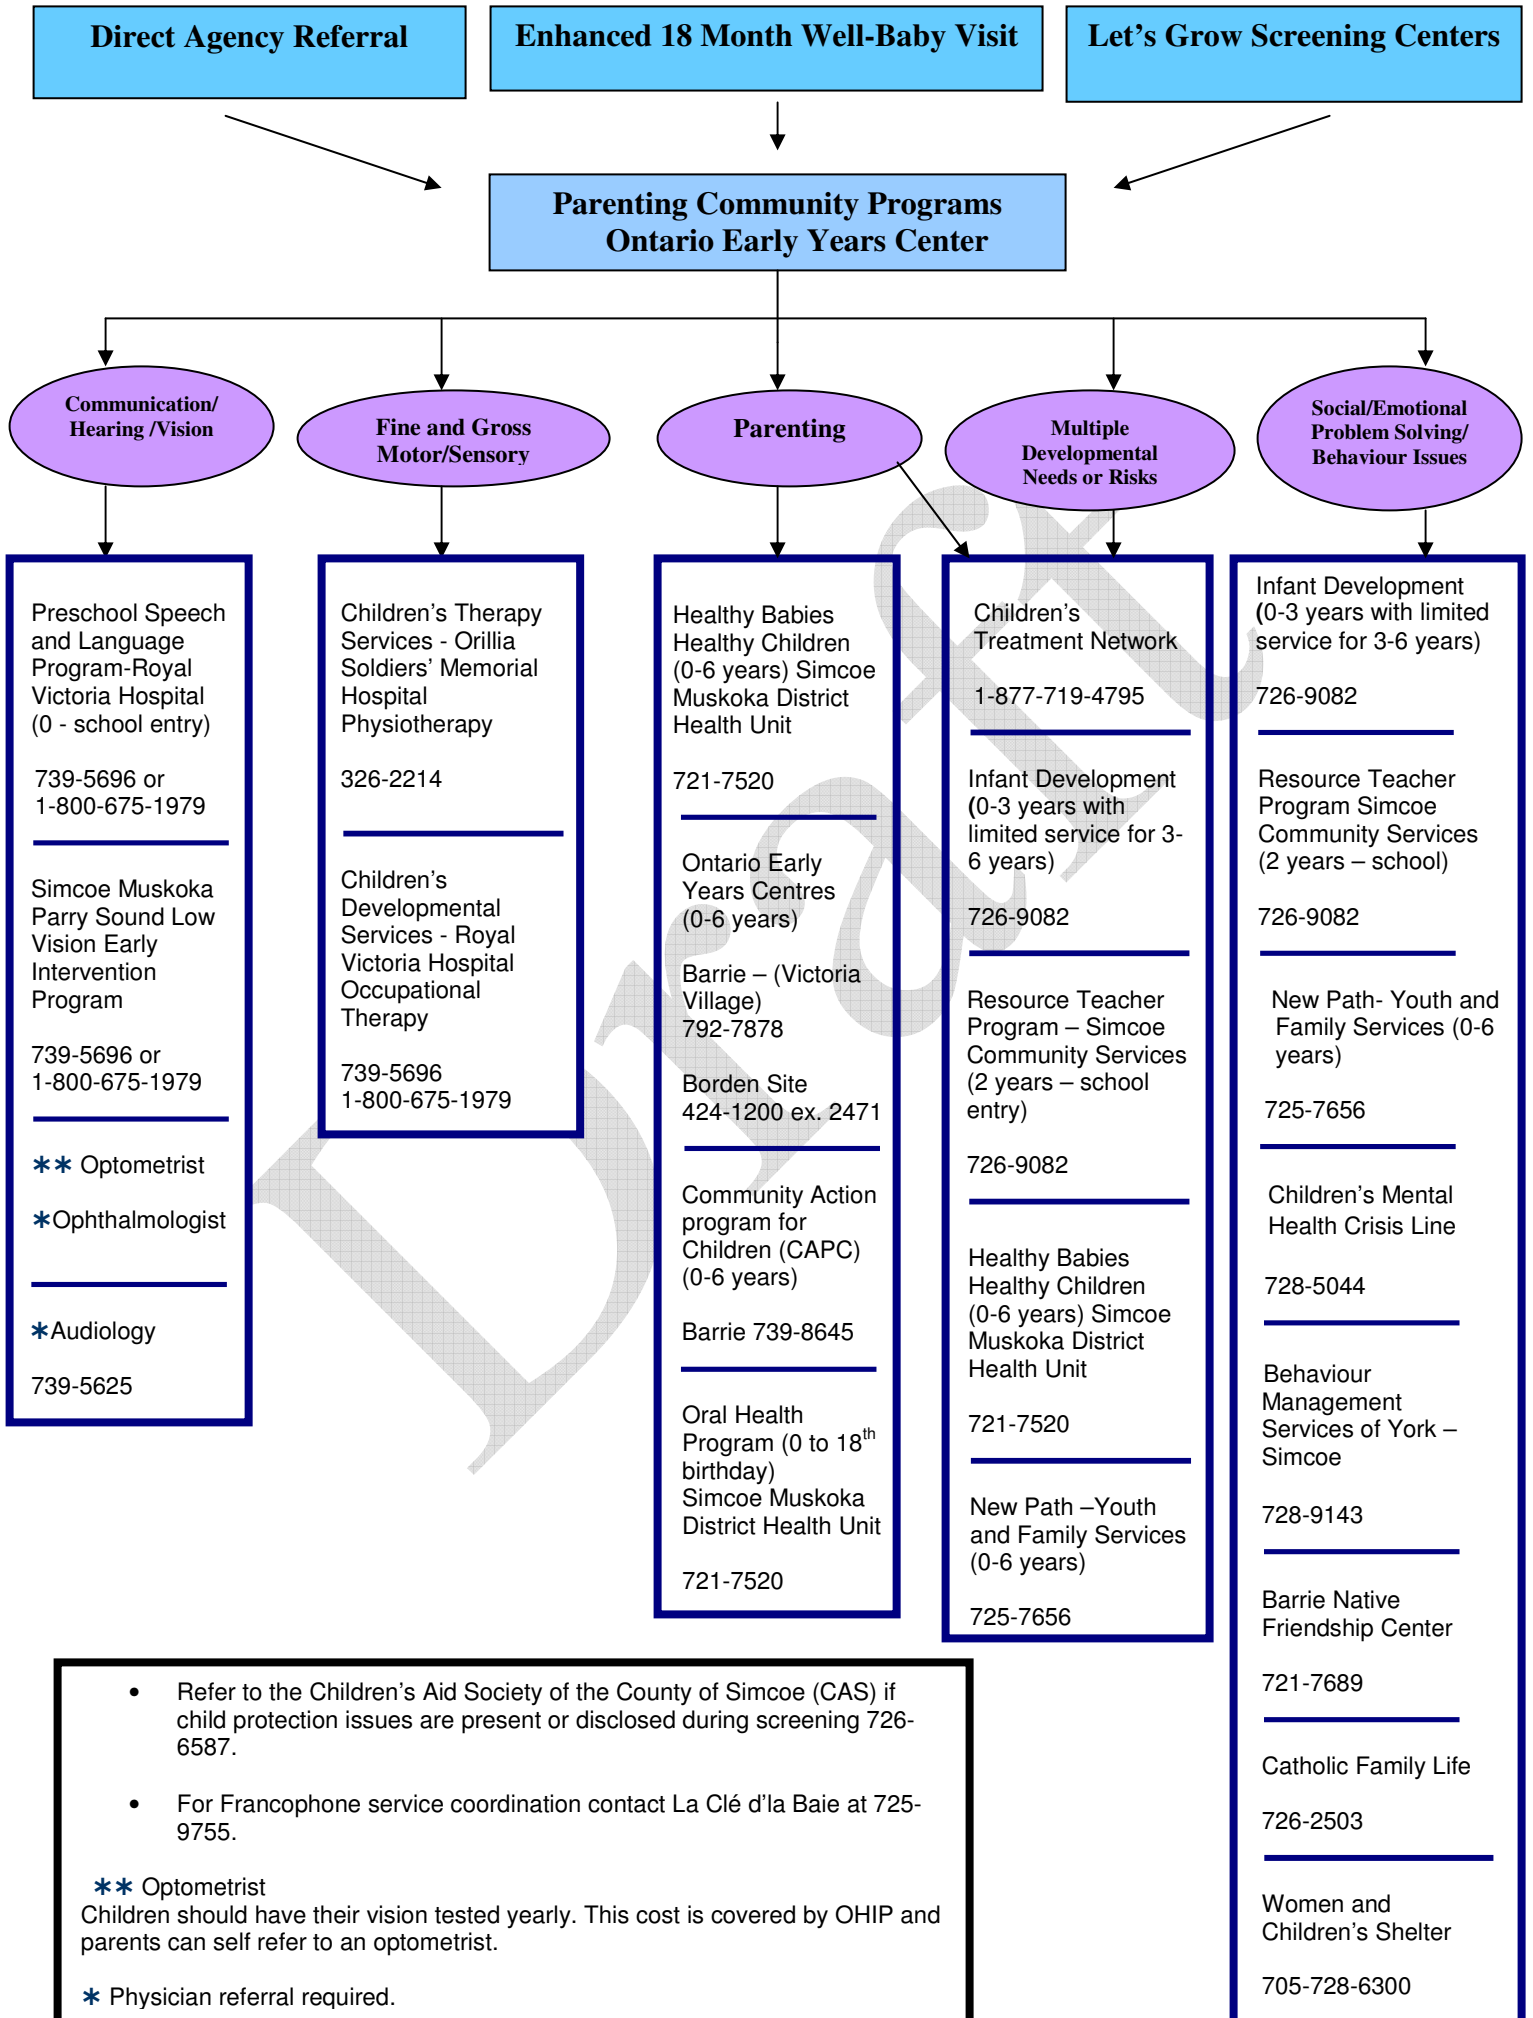 Direct Agency Referral
Enhanced 18 Month Well-Baby Visit
Let's Grow Screening Centers
Parenting Community Programs
Ontario Early Years Center
Communication/
Hearing /Vision
Fine and Gross
Motor/Sensory
Parenting
Multiple
Developmental
Needs or Risks
Social/Emotional
Problem Solving/
Behaviour Issues
Preschool Speech
and Language
Program-Royal
Victoria Hospital
(0 - school entry)
739-5696 or
1-800-675-1979
Simcoe Muskoka
Parry Sound Low
Vision Early
Intervention
Program
739-5696 or
1-800-675-1979
** Optometrist
*Ophthalmologist
*Audiology
739-5625
Children's Therapy
Services - Orillia
Soldiers' Memorial
Hospital
Physiotherapy
326-2214
Children's
Developmental
Services - Royal
Victoria Hospital
Occupational
Therapy
739-5696
1-800-675-1979
Healthy Babies
Healthy Children
(0-6 years) Simcoe
Muskoka District
Health Unit
721-7520
Ontario Early
Years Centres
(0-6 years)
Barrie – (Victoria
Village)
792-7878
Borden Site
424-1200 ex. 2471
Community Action
program for
Children (CAPC)
(0-6 years)
Barrie 739-8645
Oral Health
Program (0 to 18th
birthday)
Simcoe Muskoka
District Health Unit
721-7520
Children's
Treatment Network
1-877-719-4795
Infant Development
(0-3 years with
limited service for 3-
6 years)
726-9082
Resource Teacher
Program – Simcoe
Community Services
(2 years – school
entry)
726-9082
Healthy Babies
Healthy Children
(0-6 years) Simcoe
Muskoka District
Health Unit
721-7520
New Path –Youth
and Family Services
(0-6 years)
725-7656
Infant Development
(0-3 years with limited
service for 3-6 years)
726-9082
Resource Teacher
Program Simcoe
Community Services
(2 years – school)
726-9082
New Path- Youth and
Family Services (0-6
years)
725-7656
Children's Mental
Health Crisis Line
728-5044
Behaviour
Management
Services of York –
Simcoe
728-9143
Barrie Native
Friendship Center
721-7689
Catholic Family Life
726-2503
Women and
Children's Shelter
705-728-6300
• Refer to the Children's Aid Society of the County of Simcoe (CAS) if
child protection issues are present or disclosed during screening 726-
6587.
• For Francophone service coordination contact La Clé d'la Baie at 725-
9755.
** Optometrist
Children should have their vision tested yearly. This cost is covered by OHIP and
parents can self refer to an optometrist.
* Physician referral required.
Draft